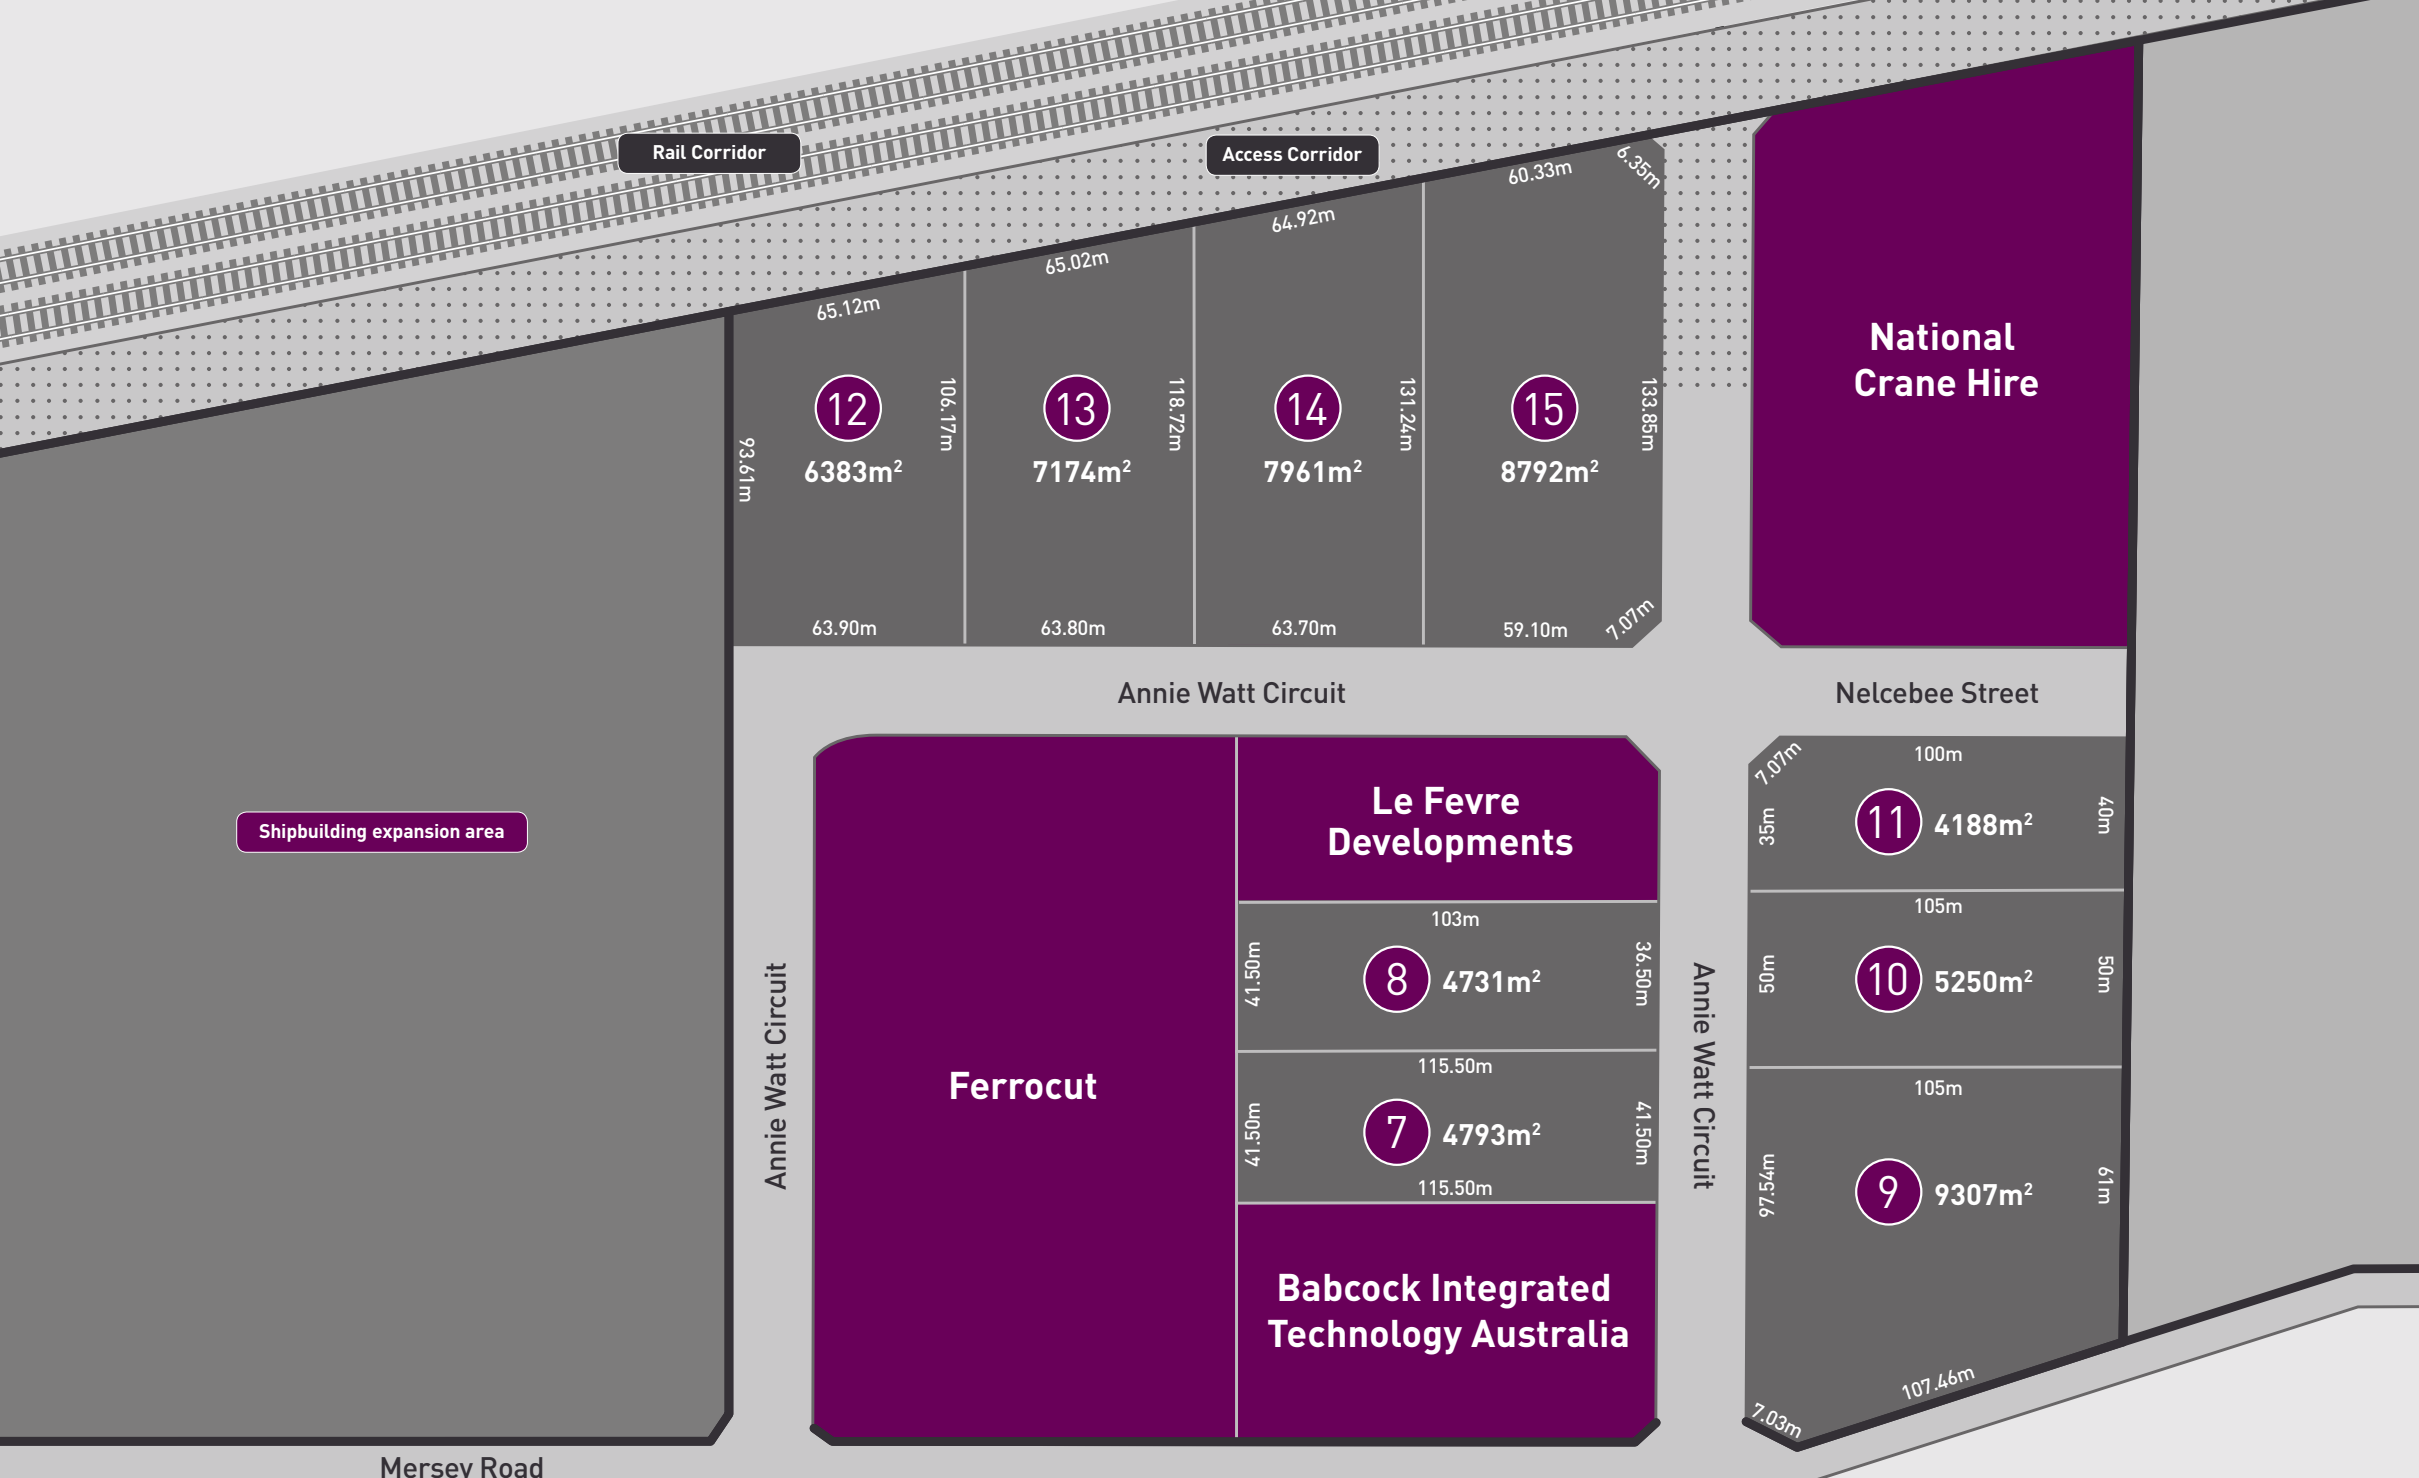 Rail Corridor
Access Corridor
60.33m
6.35m
64.92m
65.02m
65.12m
National
Crane Hire
12
6383m²
93.61m
106.17m
13
7174m²
118.72m
14
7961m²
131.24m
15
8792m²
133.85m
63.90m
63.80m
63.70m
59.10m
7.07m
Annie Watt Circuit
Nelcebee Street
Shipbuilding expansion area
Le Fevre
Developments
7.07m
100m
35m
11 4188m²
40m
103m
41.50m
8 4731m²
36.50m
105m
50m
10 5250m²
50m
Annie Watt Circuit
Ferrocut
115.50m
41.50m
7 4793m²
41.50m
115.50m
Annie Watt Circuit
105m
97.54m
9 9307m²
61m
Babcock Integrated
Technology Australia
107.46m
7.03m
Mersey Road